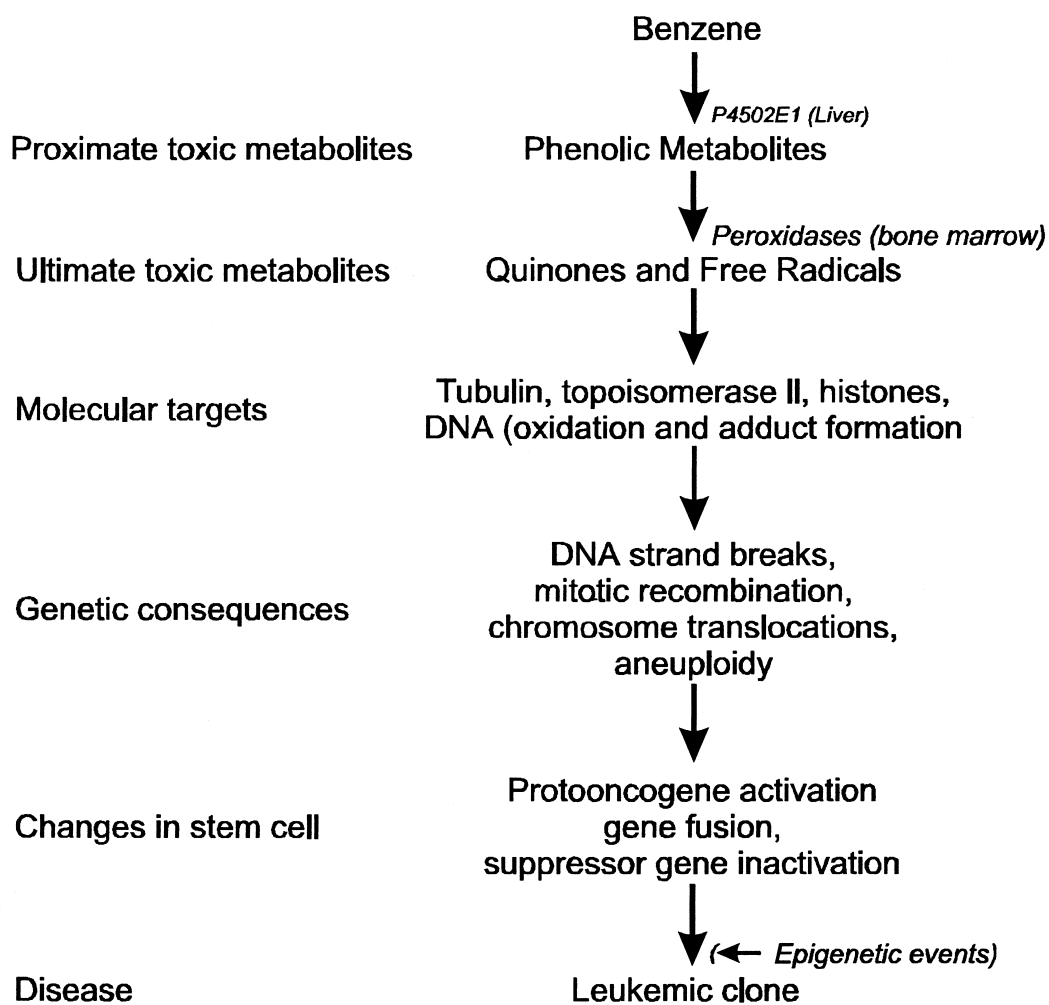 Benzene
P4502E1 (Liver)
Proximate toxic metabolites
Phenolic Metabolites
Peroxidases (bone marrow)
Ultimate toxic metabolites
Quinones and Free Radicals
Molecular targets
Tubulin, topoisomerase II, histones,
DNA (oxidation and adduct formation
Genetic consequences
DNA strand breaks,
mitotic recombination,
chromosome translocations,
aneuploidy
Changes in stem cell
Protooncogene activation
gene fusion,
suppressor gene inactivation
(← Epigenetic events)
Disease
Leukemic clone